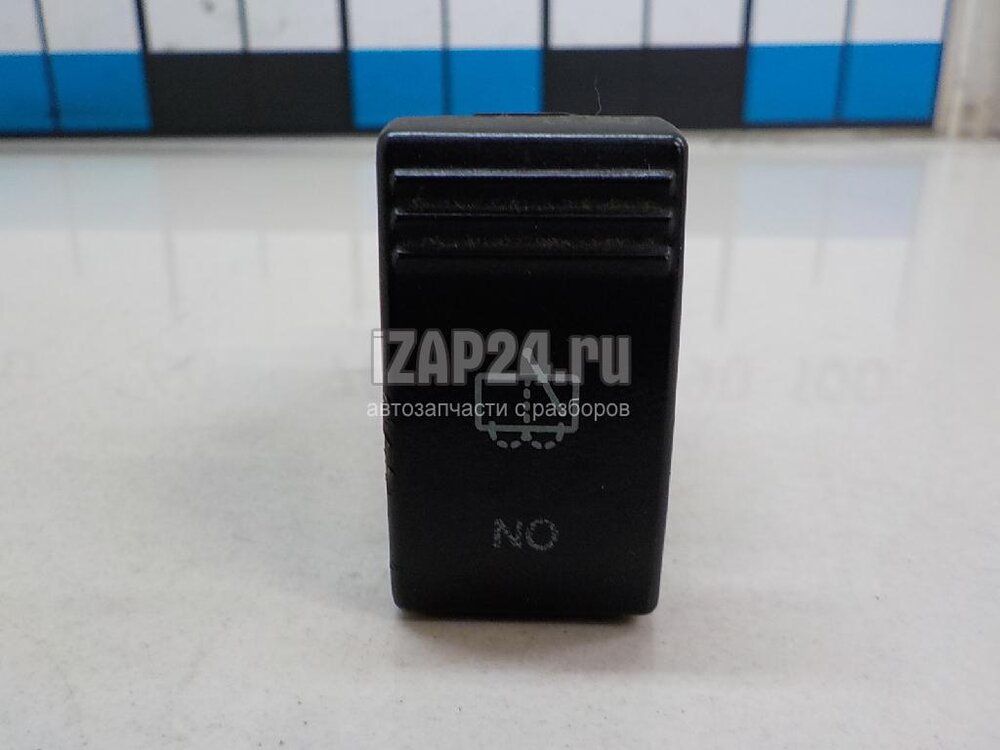 iZAP24.ru
автозапчасти с разборов
NO